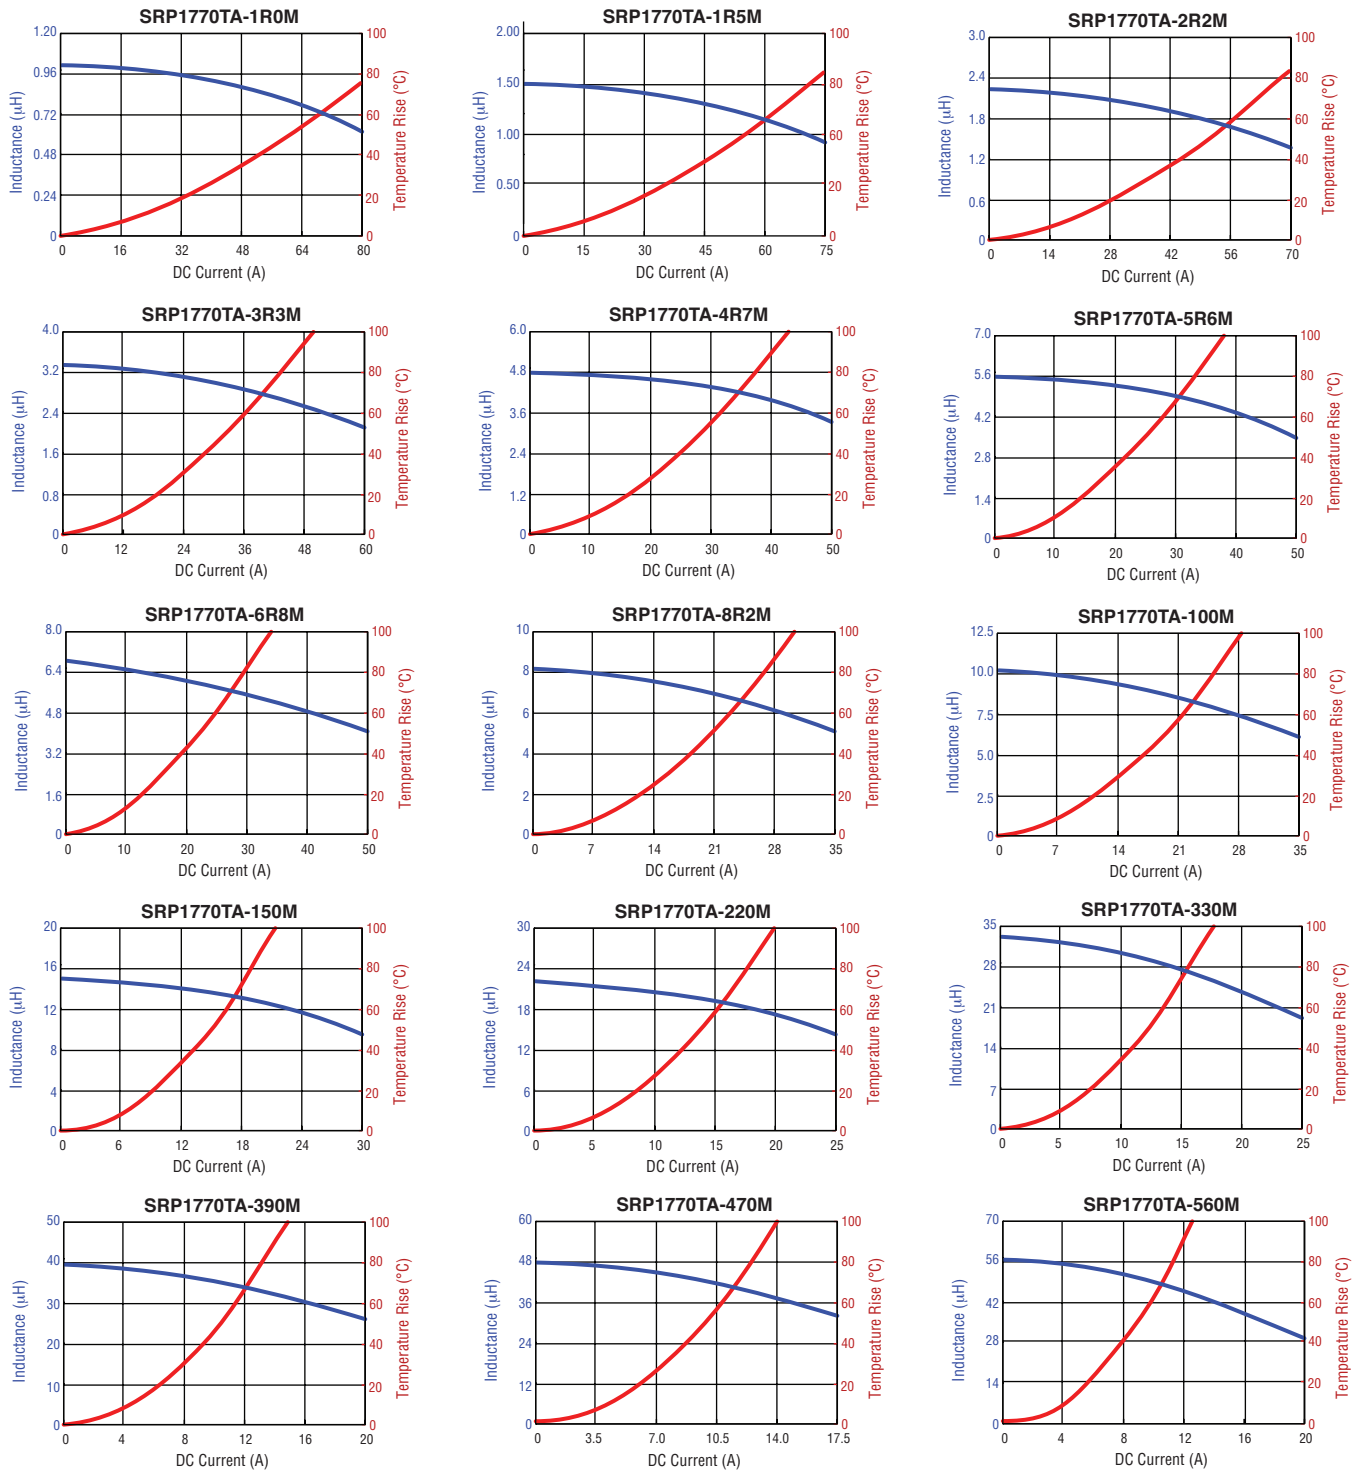 SRP1770TA-1R0M
Inductance (μH)
1.20
0.96
0.72
0.48
0.24
0
100
80
60
40
20
0
Temperature Rise (°C)
0 16 32 48 64 80
DC Current (A)
SRP1770TA-1R5M
Inductance (μH)
2.00
1.50
1.00
0.50
0
100
80
60
20
0
Temperature Rise (°C)
0 15 30 45 60 75
DC Current (A)
SRP1770TA-2R2M
Inductance (μH)
3.0
2.4
1.8
1.2
0.6
0
100
80
60
40
20
0
Temperature Rise (°C)
0 14 28 42 56 70
DC Current (A)
SRP1770TA-3R3M
Inductance (μH)
4.0
3.2
2.4
1.6
0.8
0
100
80
60
40
20
0
Temperature Rise (°C)
0 12 24 36 48 60
DC Current (A)
SRP1770TA-4R7M
Inductance (μH)
6.0
4.8
3.6
2.4
1.2
0
100
80
60
40
20
0
Temperature Rise (°C)
0 10 20 30 40 50
DC Current (A)
SRP1770TA-5R6M
Inductance (μH)
7.0
5.6
4.2
2.8
1.4
0
100
80
60
40
20
0
Temperature Rise (°C)
0 10 20 30 40 50
DC Current (A)
SRP1770TA-6R8M
Inductance (μH)
8.0
6.4
4.8
3.2
1.6
0
100
80
60
40
20
0
Temperature Rise (°C)
0 10 20 30 40 50
DC Current (A)
SRP1770TA-8R2M
Inductance (μH)
10
8
6
4
2
0
100
80
60
40
20
0
Temperature Rise (°C)
0 7 14 21 28 35
DC Current (A)
SRP1770TA-100M
Inductance (μH)
12.5
10.0
7.5
5.0
2.5
0
100
80
60
40
20
0
Temperature Rise (°C)
0 7 14 21 28 35
DC Current (A)
SRP1770TA-150M
Inductance (μH)
20
16
12
8
4
0
100
80
60
40
20
0
Temperature Rise (°C)
0 6 12 18 24 30
DC Current (A)
SRP1770TA-220M
Inductance (μH)
30
24
18
12
6
0
100
80
60
40
20
0
Temperature Rise (°C)
0 5 10 15 20 25
DC Current (A)
SRP1770TA-330M
Inductance (μH)
35
28
21
14
7
0
100
80
60
40
20
0
Temperature Rise (°C)
0 5 10 15 20 25
DC Current (A)
SRP1770TA-390M
Inductance (μH)
50
40
30
20
10
0
100
80
60
40
20
0
Temperature Rise (°C)
0 4 8 12 16 20
DC Current (A)
SRP1770TA-470M
Inductance (μH)
60
48
36
24
12
0
100
80
60
40
20
0
Temperature Rise (°C)
0 3.5 7.0 10.5 14.0 17.5
DC Current (A)
SRP1770TA-560M
Inductance (μH)
70
56
42
28
14
0
100
80
60
40
20
0
Temperature Rise (°C)
0 4 8 12 16 20
DC Current (A)